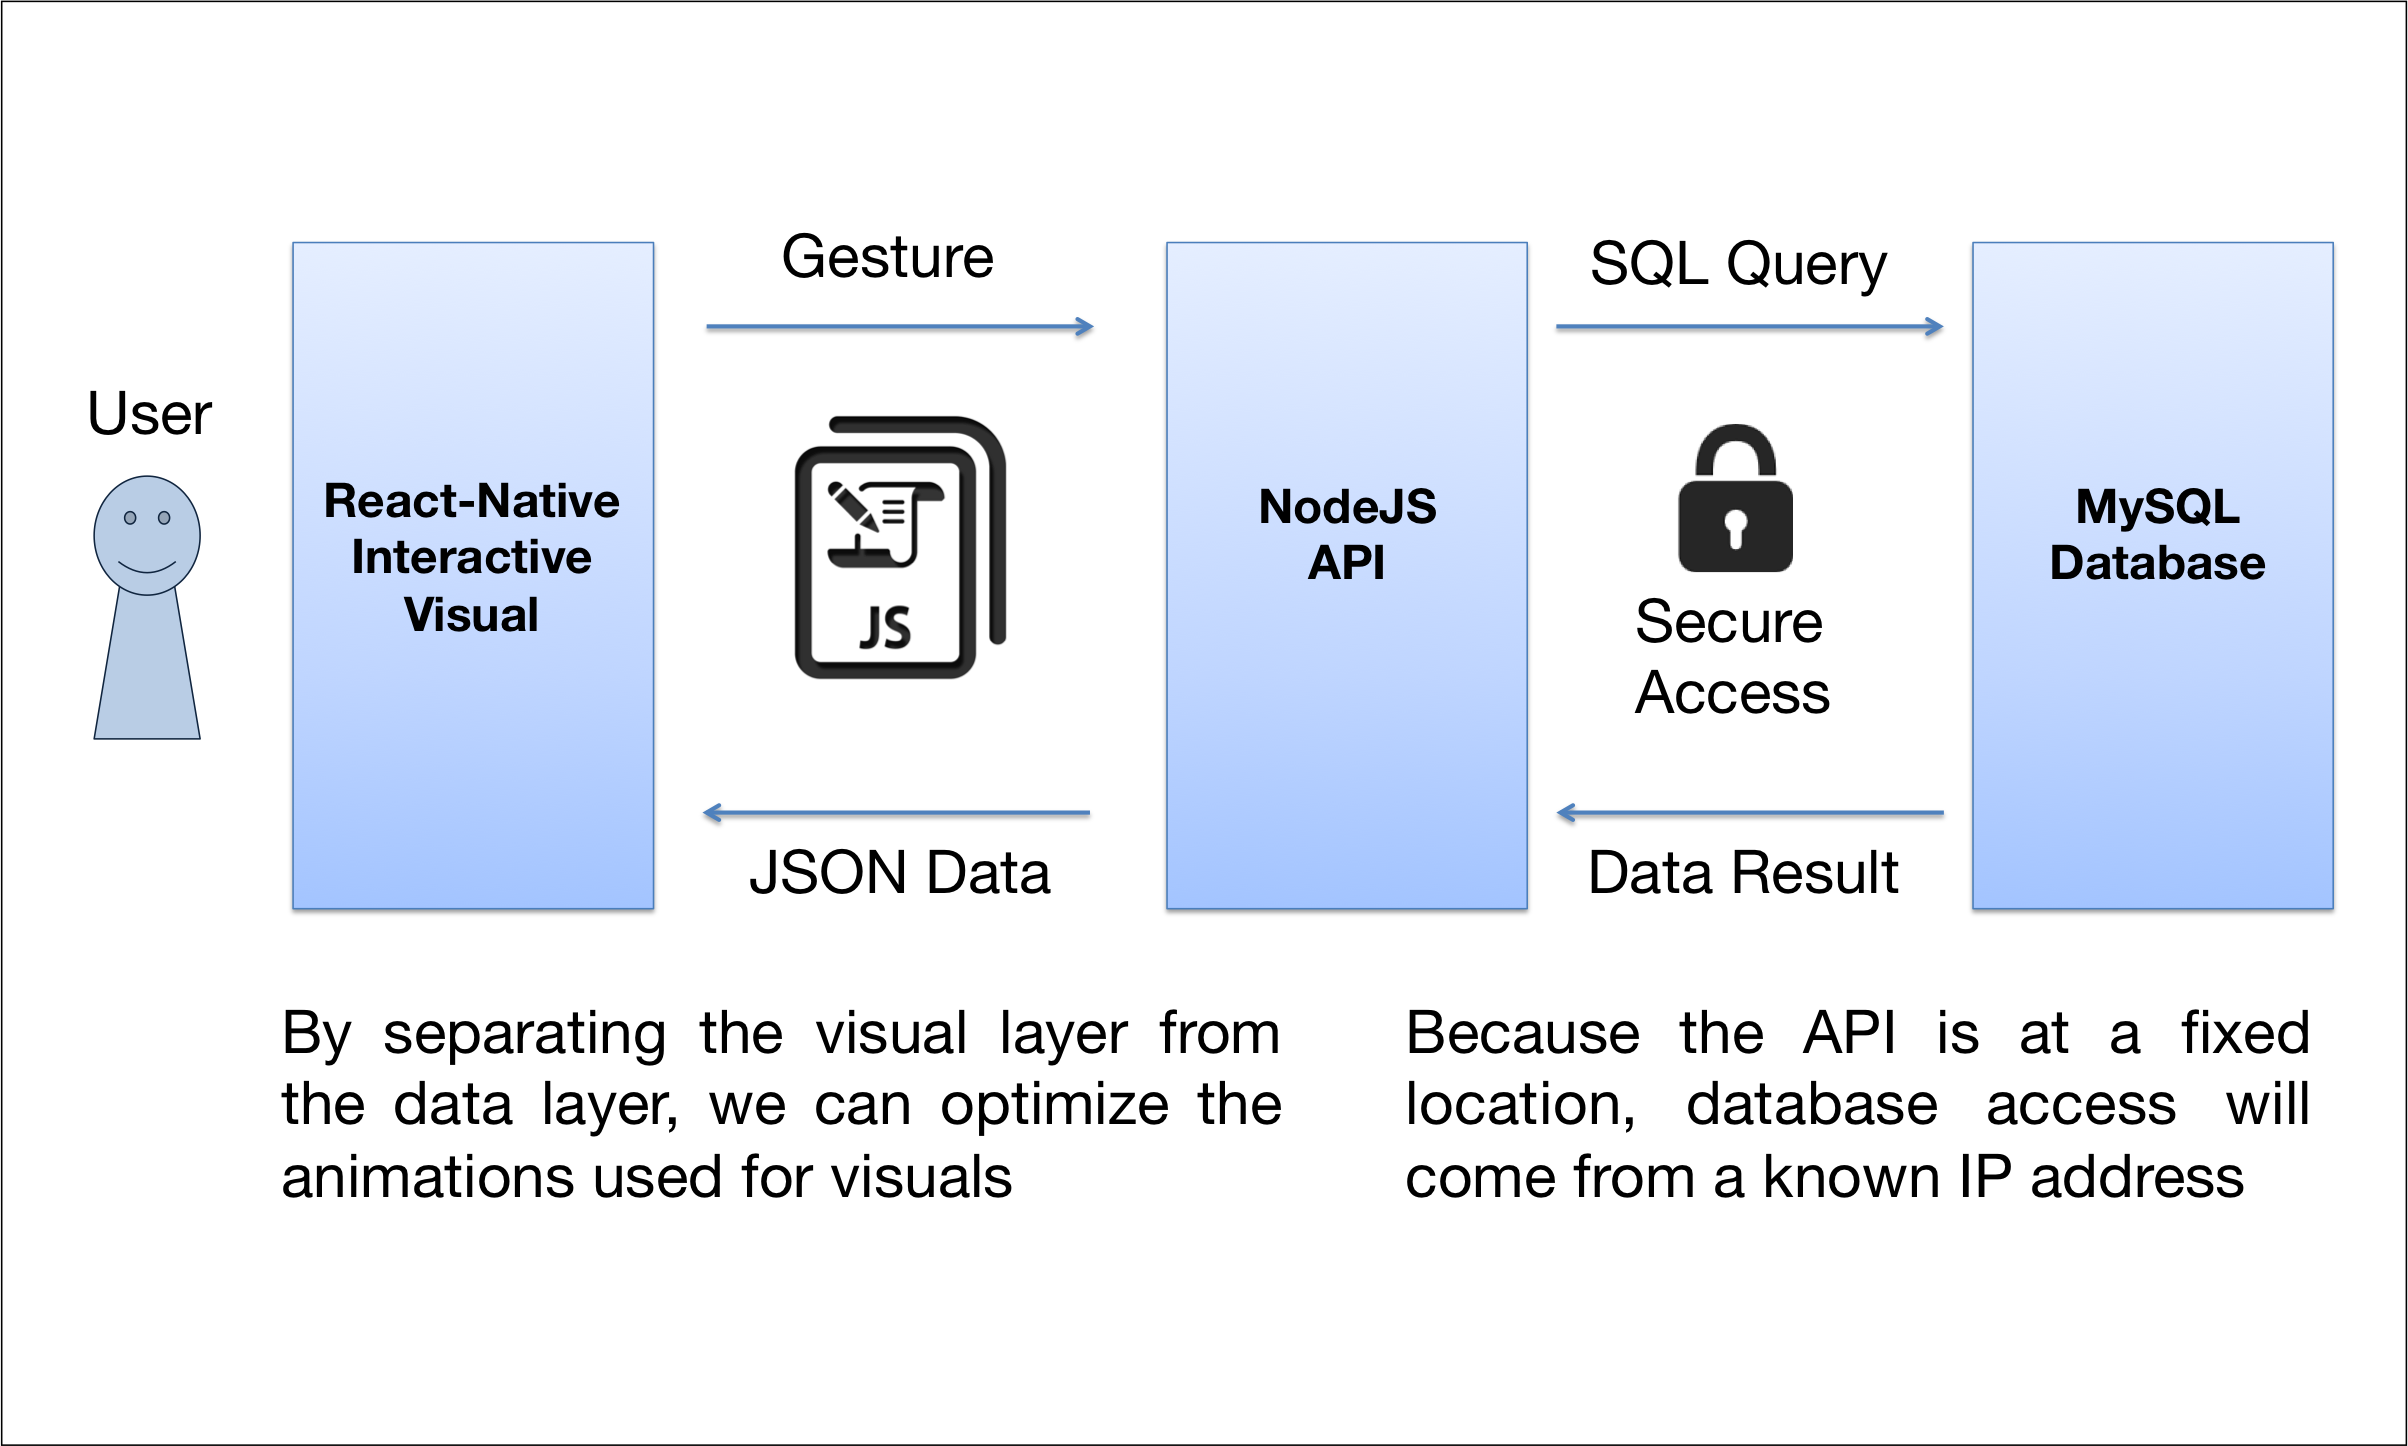 User
React-Native
Interactive
Visual
Gesture
JS
JSON Data
NodeJS
API
SQL Query
Secure
Access
Data Result
MySQL
Database
By separating the visual layer from
the data layer, we can optimize the
animations used for visuals
Because the API is at a fixed
location, database access will
come from a known IP address